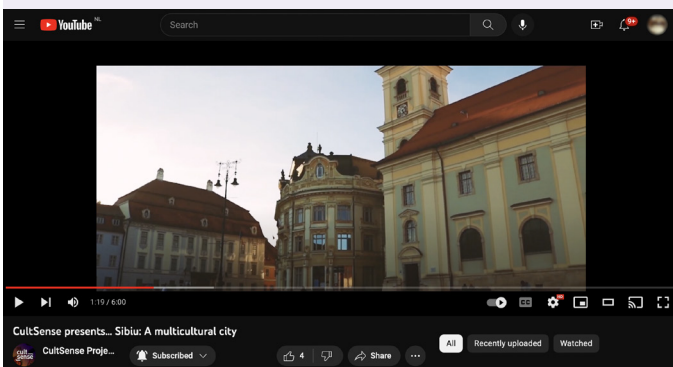 YouTube NL
Search
9+
1:19 / 6:00
CC
CultSense presents... Sibiu: A multicultural city
cult
Sense
CultSense Proje...
Subscribed
4
Share
All
Recently uploaded
Watched